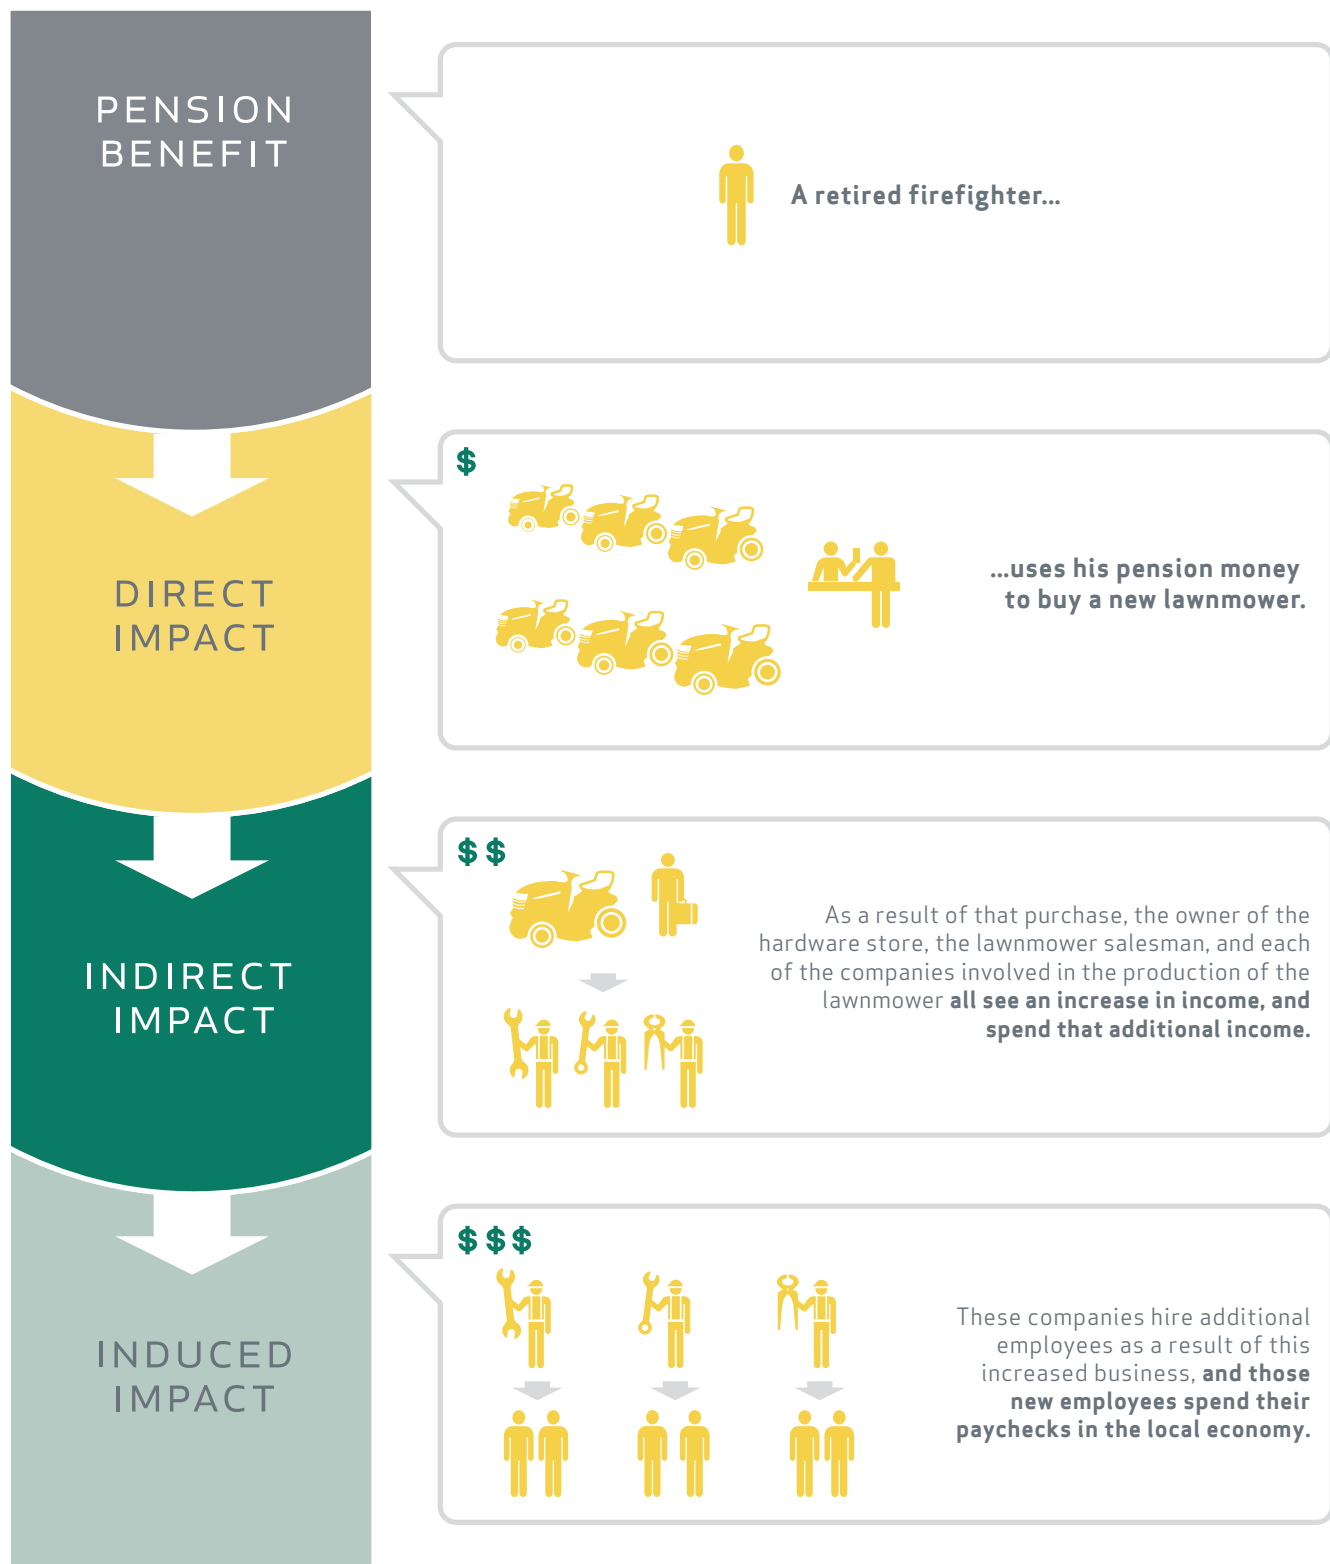 PENSION
BENEFIT
A retired firefighter...
DIRECT
IMPACT
$
...uses his pension money
to buy a new lawnmower.
INDIRECT
IMPACT
$ $
As a result of that purchase, the owner of the
hardware store, the lawnmower salesman, and each
of the companies involved in the production of the
lawnmower all see an increase in income, and
spend that additional income.
INDUCED
IMPACT
$ $ $
These companies hire additional
employees as a result of this
increased business, and those
new employees spend their
paychecks in the local economy.